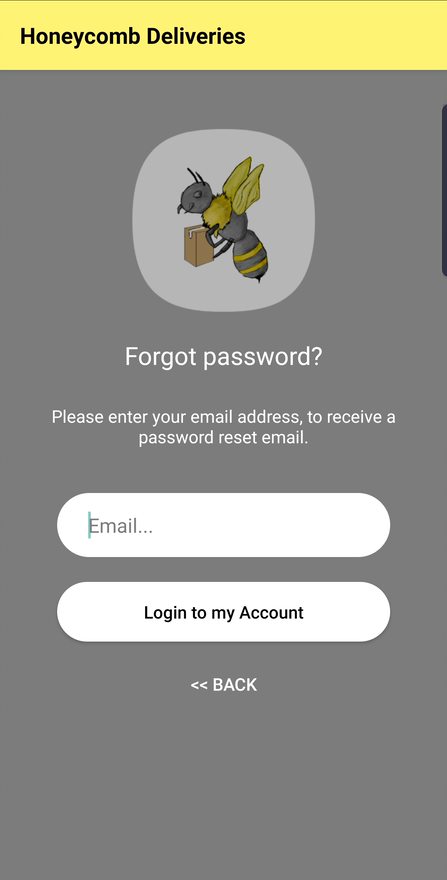 Honeycomb Deliveries
Forgot password?
Please enter your email address, to receive a
password reset email.
Email...
Login to my Account
<< BACK